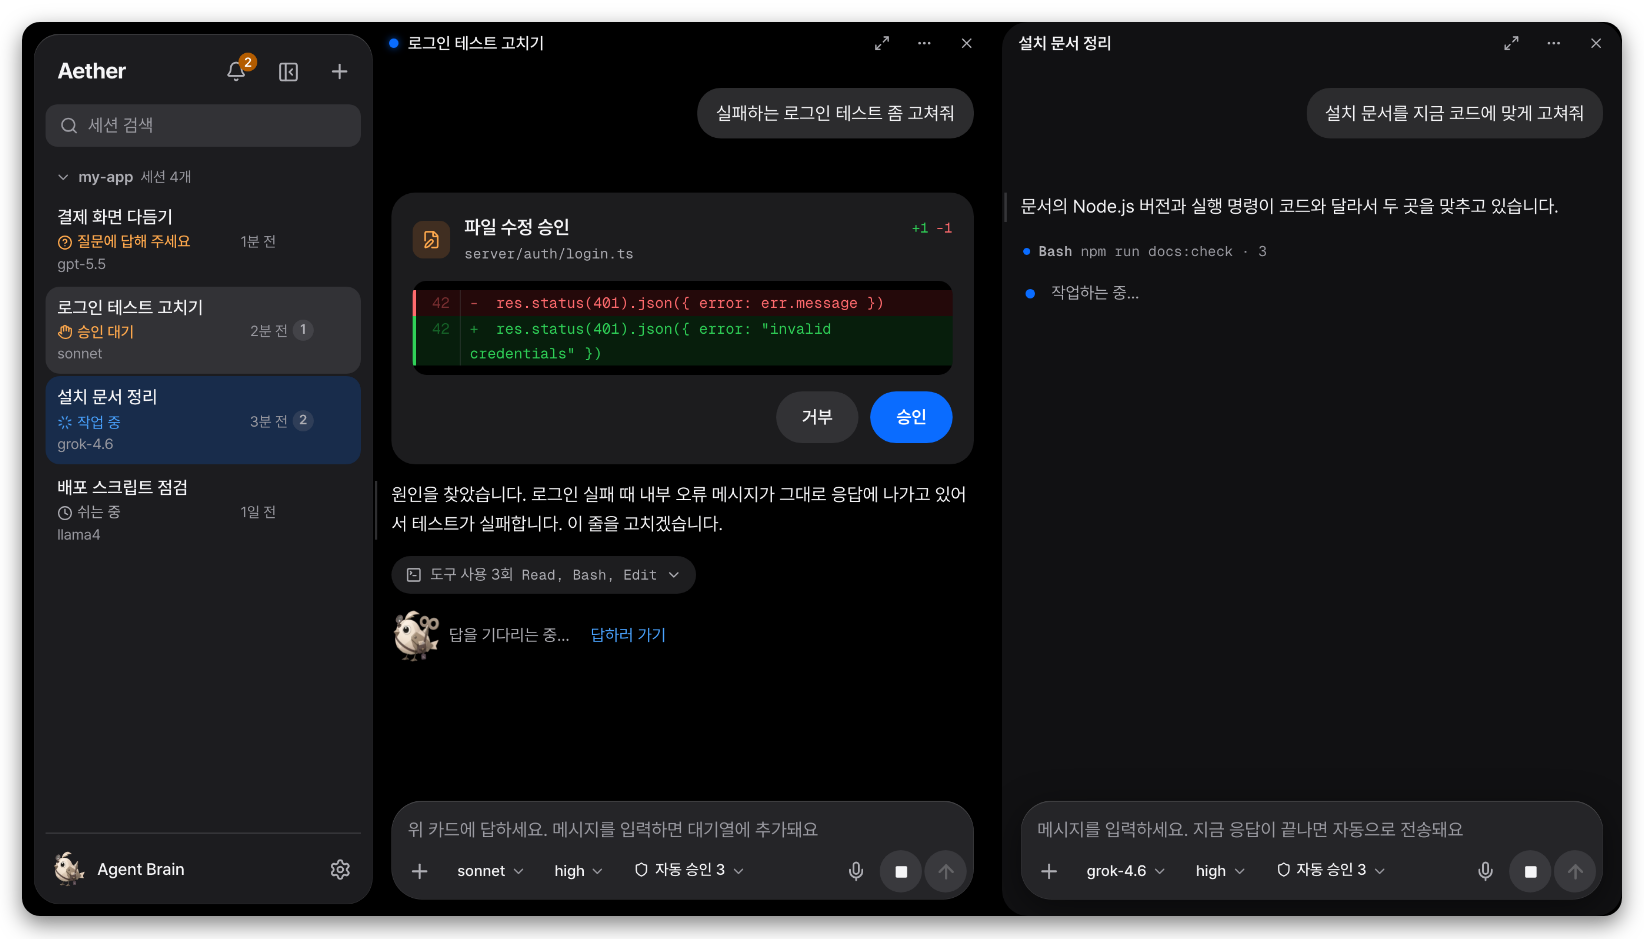 Aether
2
세션 검색
my-app 세션 4개
결제 화면 다듬기
질문에 답해 주세요 1분 전
gpt-5.5
로그인 테스트 고치기
승인 대기 2분 전 1
sonnet
설치 문서 정리
작업 중 3분 전 2
grok-4.6
배포 스크립트 점검
쉬는 중 1일 전
llama4
Agent Brain
로그인 테스트 고치기
실패하는 로그인 테스트 좀 고쳐줘
파일 수정 승인 +1 -1
server/auth/login.ts
42 - res.status(401).json({ error: err.message })
42 + res.status(401).json({ error: "invalid
credentials" })
거부 승인
원인을 찾았습니다. 로그인 실패 때 내부 오류 메시지가 그대로 응답에 나가고 있어
서 테스트가 실패합니다. 이 줄을 고치겠습니다.
도구 사용 3회 Read, Bash, Edit
답을 기다리는 중... 답하러 가기
위 카드에 답하세요. 메시지를 입력하면 대기열에 추가돼요
sonnet high 자동 승인 3
설치 문서 정리
설치 문서를 지금 코드에 맞게 고쳐줘
문서의 Node.js 버전과 실행 명령이 코드와 달라서 두 곳을 맞추고 있습니다.
Bash npm run docs:check · 3
작업하는 중...
메시지를 입력하세요. 지금 응답이 끝나면 자동으로 전송돼요
grok-4.6 high 자동 승인 3